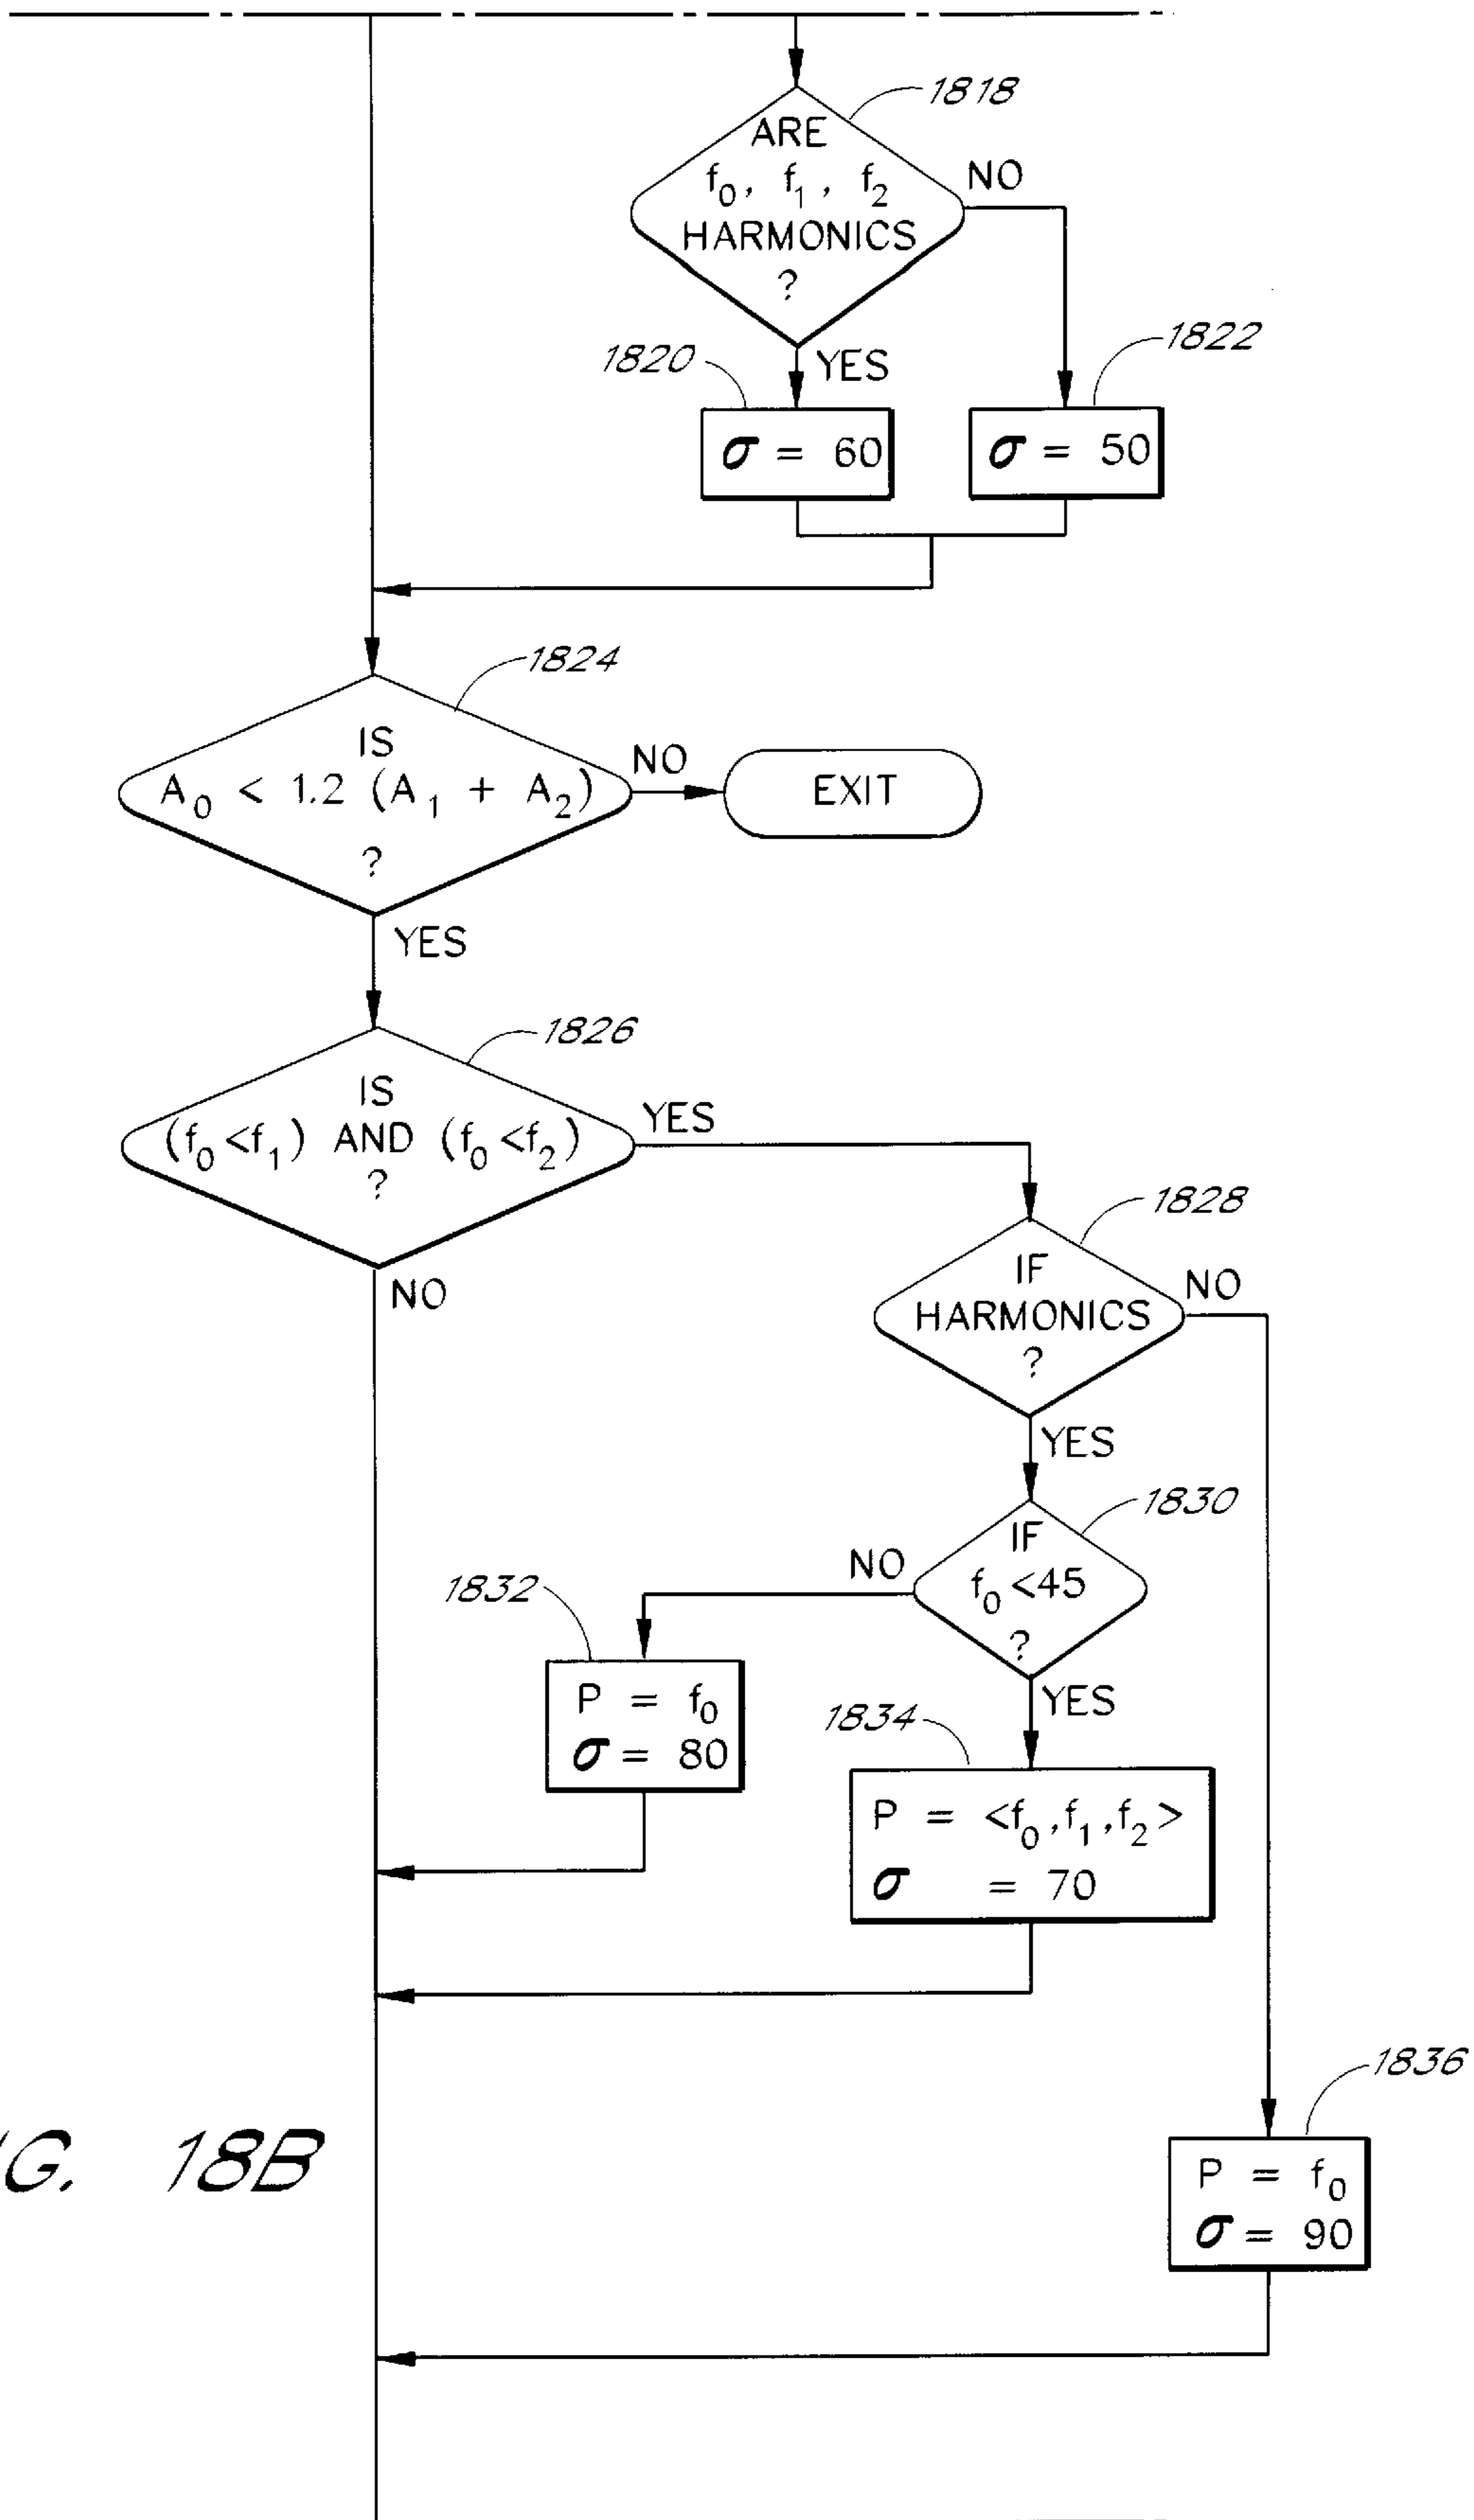 1818
ARE
f0, f1, f2
HARMONICS
?
NO
YES
1820
σ = 60
1822
σ = 50
1824
IS
A0 < 1.2 (A1 + A2)
?
NO
EXIT
YES
1826
IS
(f0<f1) AND (f0<f2)
?
YES
NO
1828
IF
HARMONICS
?
NO
YES
1830
IF
f0<45
?
NO
YES
1832
P = f0
σ = 80
1834
P = <f0,f1,f2>
σ = 70
1836
P = f0
σ = 90
G. 18B